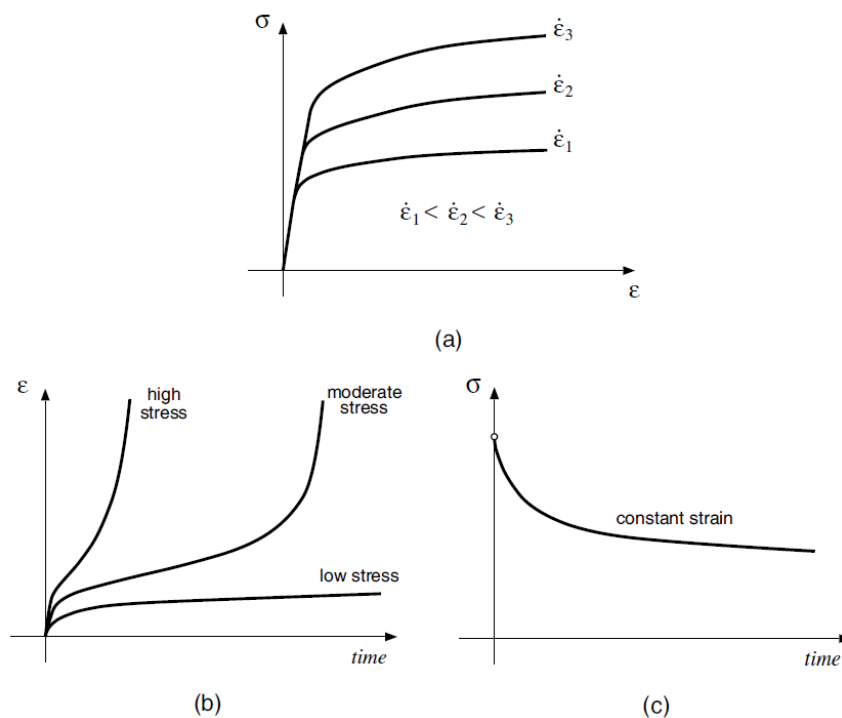 σ
ε̇3
ε̇2
ε̇1
ε̇1 < ε̇2 < ε̇3
ε
(a)
ε
high
stress
moderate
stress
low stress
time
(b)
σ
constant strain
time
(c)